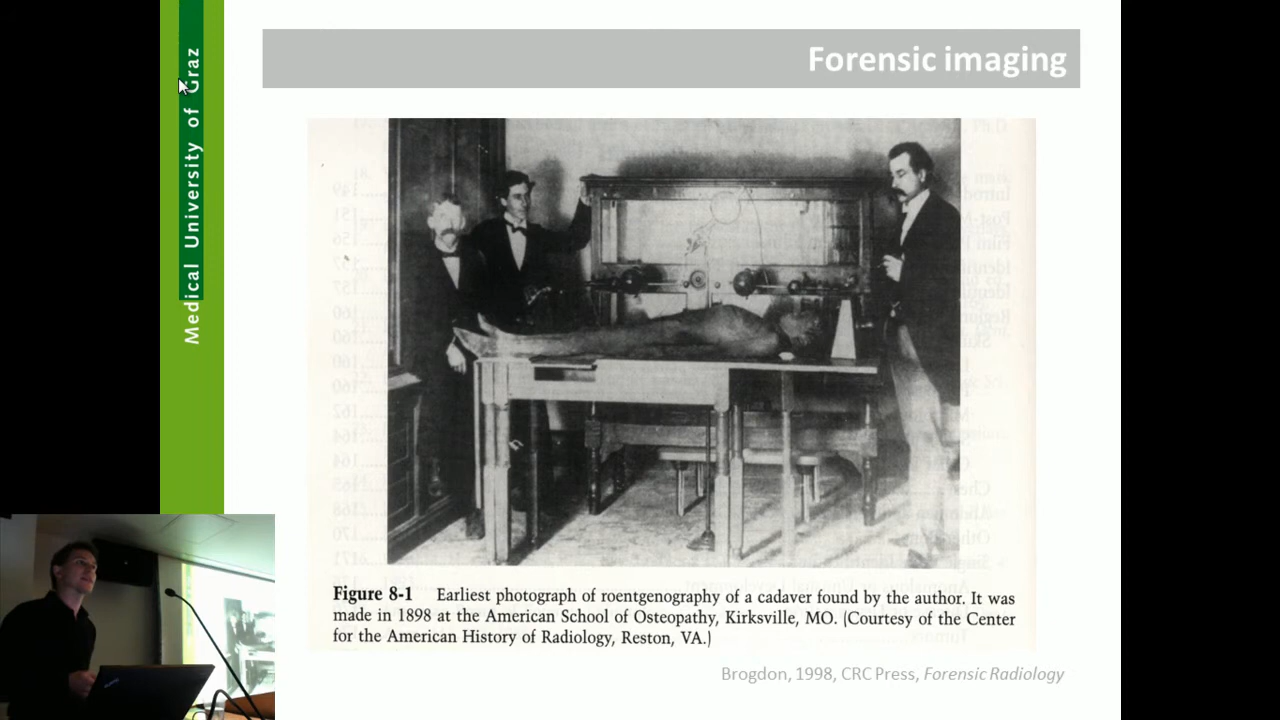 Medical University of Graz
Forensic imaging
Figure 8-1 Earliest photograph of roentgenography of a cadaver found by the author. It was
made in 1898 at the American School of Osteopathy, Kirksville, MO. (Courtesy of the Center
for the American History of Radiology, Reston, VA.)
Brogdon, 1998, CRC Press, Forensic Radiology